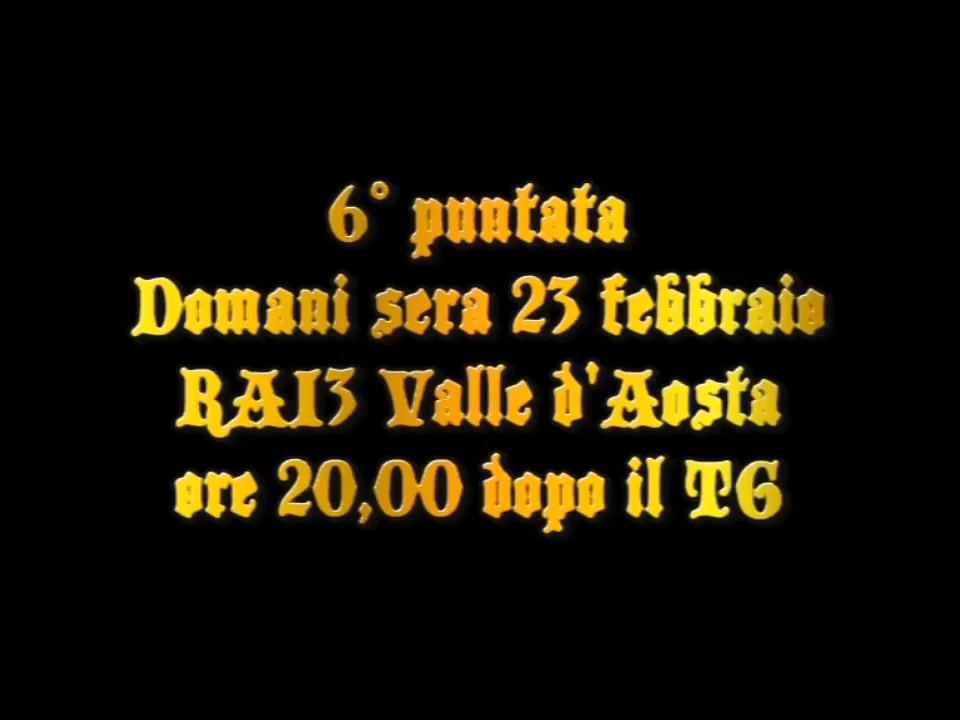 6° puntata
Domani sera 23 febbraio
RAI3 Valle d'Aosta
ore 20,00 dopo il TG